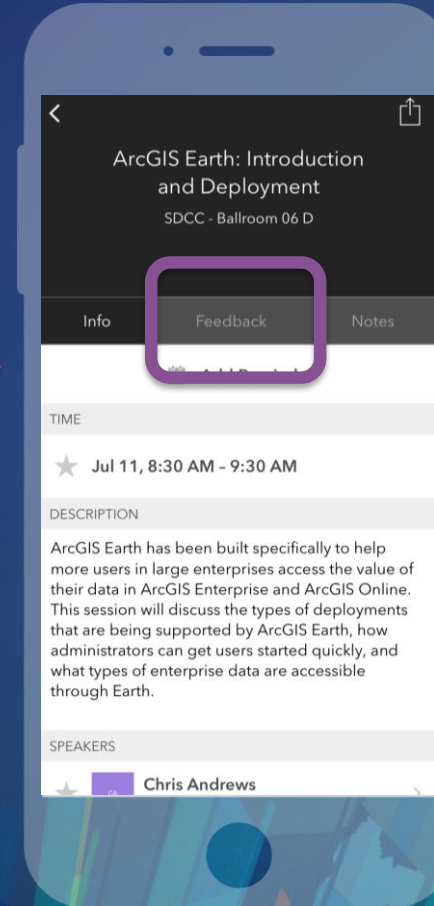 ArcGIS Earth: Introduction
and Deployment
SDCC - Ballroom 06 D
Info Feedback Notes
TIME
Jul 11, 8:30 AM – 9:30 AM
DESCRIPTION
ArcGIS Earth has been built specifically to help
more users in large enterprises access the value of
their data in ArcGIS Enterprise and ArcGIS Online.
This session will discuss the types of deployments
that are being supported by ArcGIS Earth, how
administrators can get users started quickly, and
what types of enterprise data are accessible
through Earth.
SPEAKERS
CA Chris Andrews